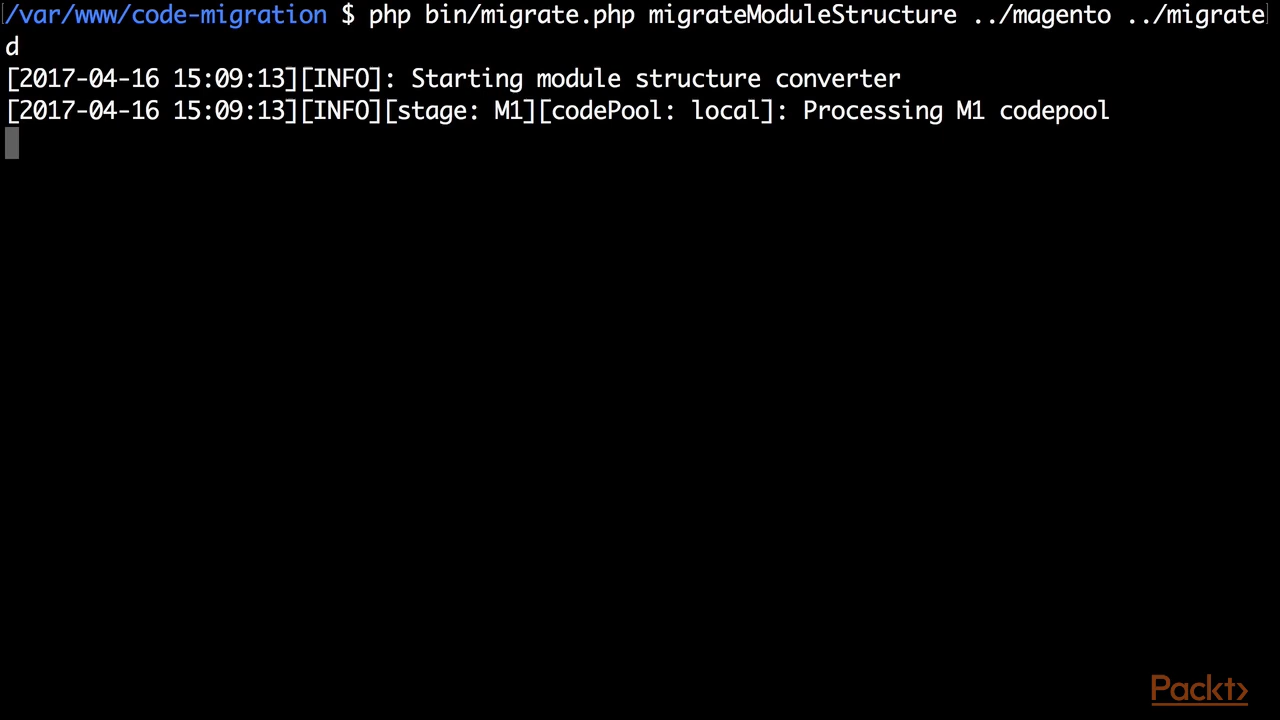 /var/www/code-migration $ php bin/migrate.php migrateModuleStructure ../magento ../migrate
d
[2017-04-16 15:09:13][INFO]: Starting module structure converter
[2017-04-16 15:09:13][INFO][stage: M1][codePool: local]: Processing M1 codepool
Packt>